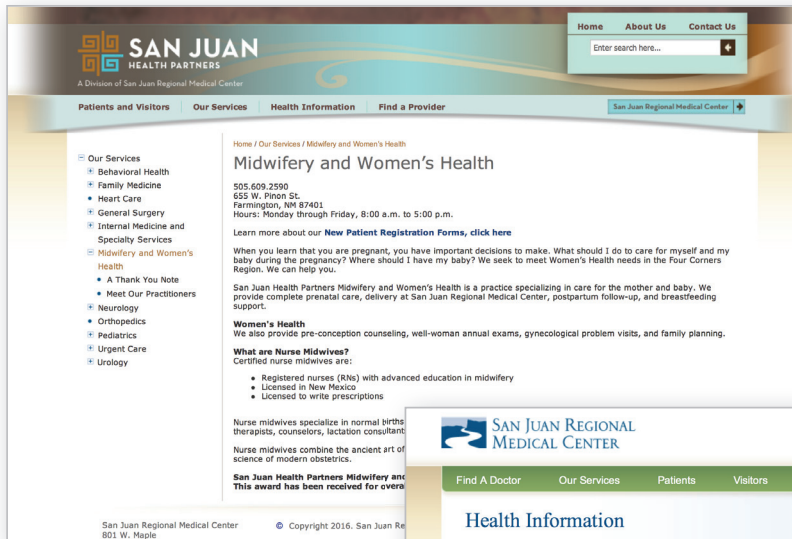 Home About Us Contact Us
Enter search here...
SAN JUAN
HEALTH PARTNERS
A Division of San Juan Regional Medical Center
Patients and Visitors Our Services Health Information Find a Provider
San Juan Regional Medical Center
Our Services
Behavioral Health
Family Medicine
Heart Care
General Surgery
Internal Medicine and
Specialty Services
Midwifery and Women's
Health
A Thank You Note
Meet Our Practitioners
Neurology
Orthopedics
Pediatrics
Urgent Care
Urology
Home / Our Services / Midwifery and Women's Health
Midwifery and Women's Health
505.609.2590
655 W. Pinon St.
Farmington, NM 87401
Hours: Monday through Friday, 8:00 a.m. to 5:00 p.m.
Learn more about our New Patient Registration Forms, click here
When you learn that you are pregnant, you have important decisions to make. What should I do to care for myself and my
baby during the pregnancy? Where should I have my baby? We seek to meet Women's Health needs in the Four Corners
Region. We can help you.
San Juan Health Partners Midwifery and Women's Health is a practice specializing in care for the mother and baby. We
provide complete prenatal care, delivery at San Juan Regional Medical Center, postpartum follow-up, and breastfeeding
support.
Women's Health
We also provide pre-conception counseling, well-woman annual exams, gynecological problem visits, and family planning.
What are Nurse Midwives?
Certified nurse midwives are:
Registered nurses (RNs) with advanced education in midwifery
Licensed in New Mexico
Licensed to write prescriptions
Nurse midwives specialize in normal births
therapists, counselors, lactation consultant
Nurse midwives combine the ancient art of
science of modern obstetrics.
San Juan Health Partners Midwifery and
This award has been received for overa
San Juan Regional Medical Center
801 W. Maple
© Copyright 2016. San Juan Re
SAN JUAN REGIONAL
MEDICAL CENTER
Find A Doctor Our Services Patients Visitors
Health Information